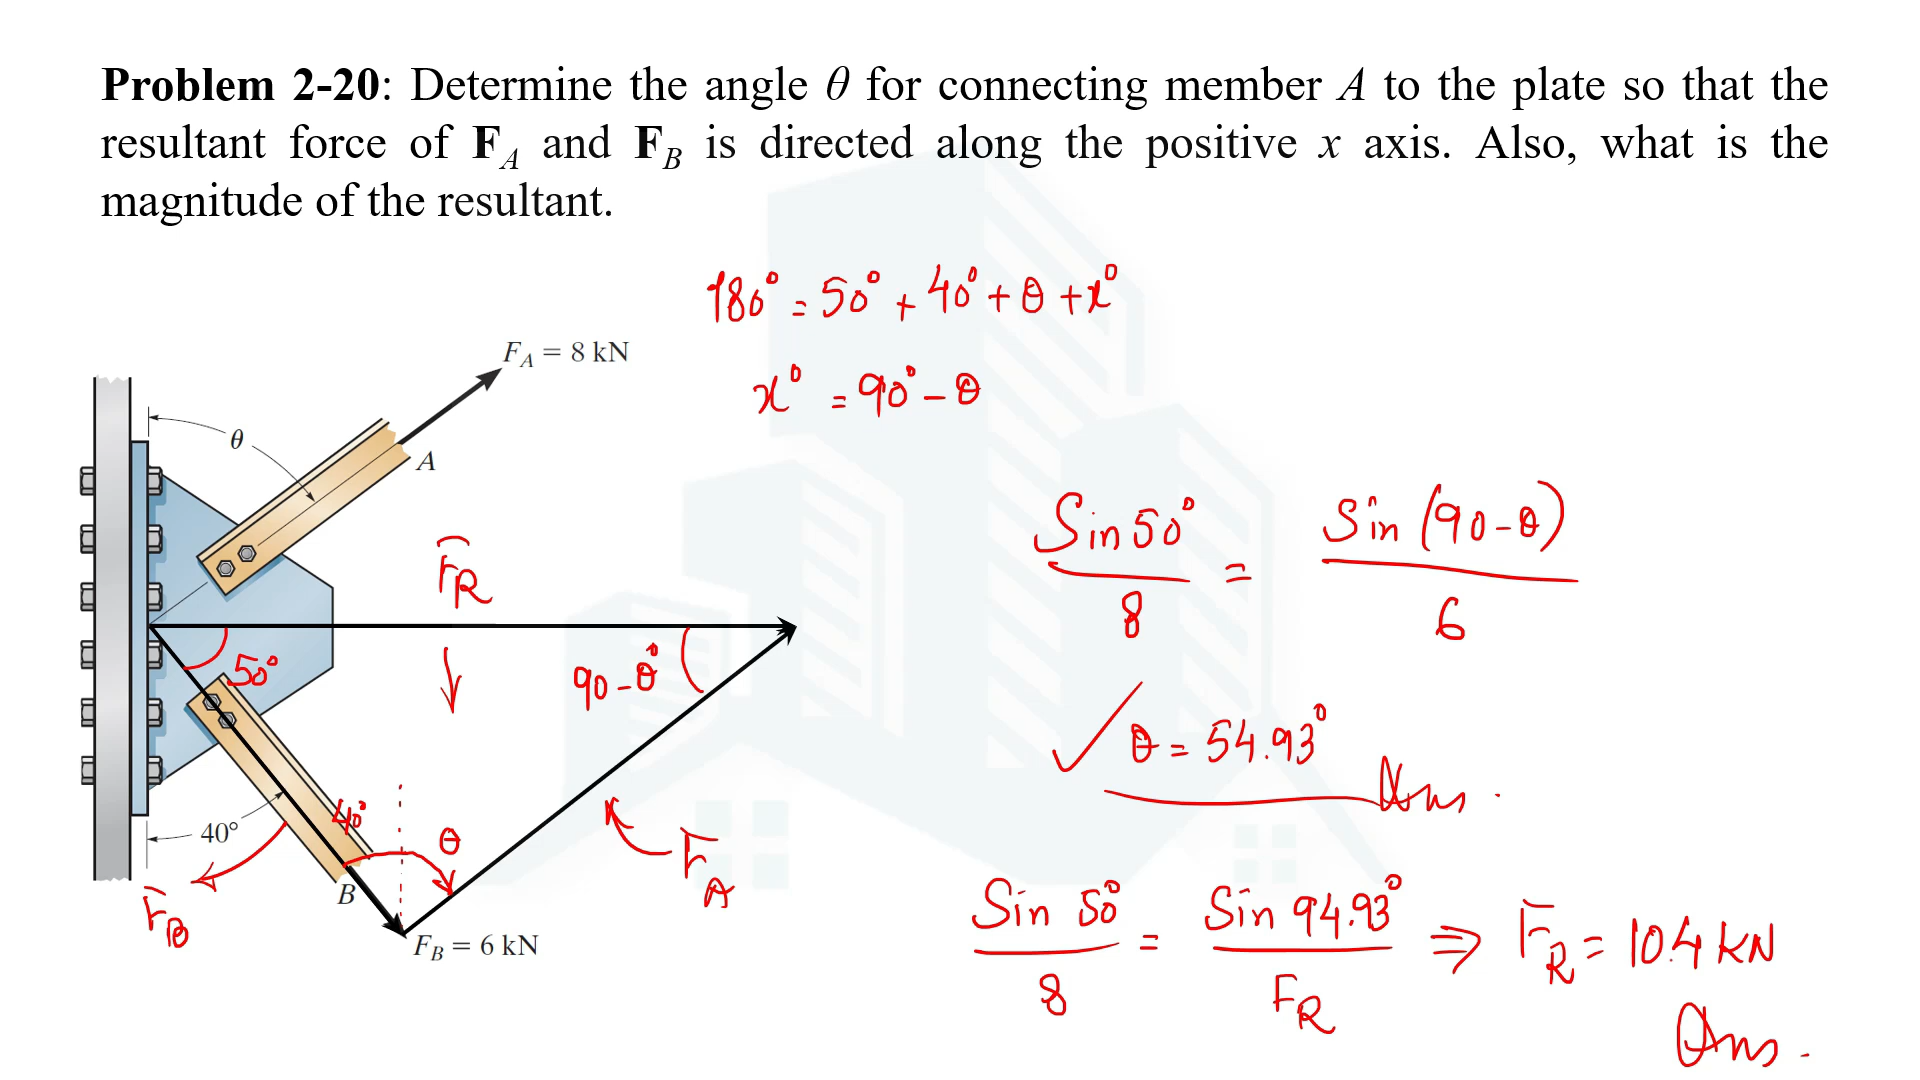 Problem 2-20: Determine the angle θ for connecting member A to the plate so that the
resultant force of F_A and F_B is directed along the positive x axis. Also, what is the
magnitude of the resultant.
180° = 50° + 40° + θ + x°
x° = 90° - θ
F_A = 8 kN
θ
A
F_R
50°
90 - θ°
Sin 50° / 8 = Sin (90 - θ) / 6
θ = 54.93° Ans.
40°
40°
θ
F_A
B
F_B
F_B = 6 kN
Sin 50° / 8 = Sin 94.93° / F_R ⇒ F_R = 10.4 KN
Ans.